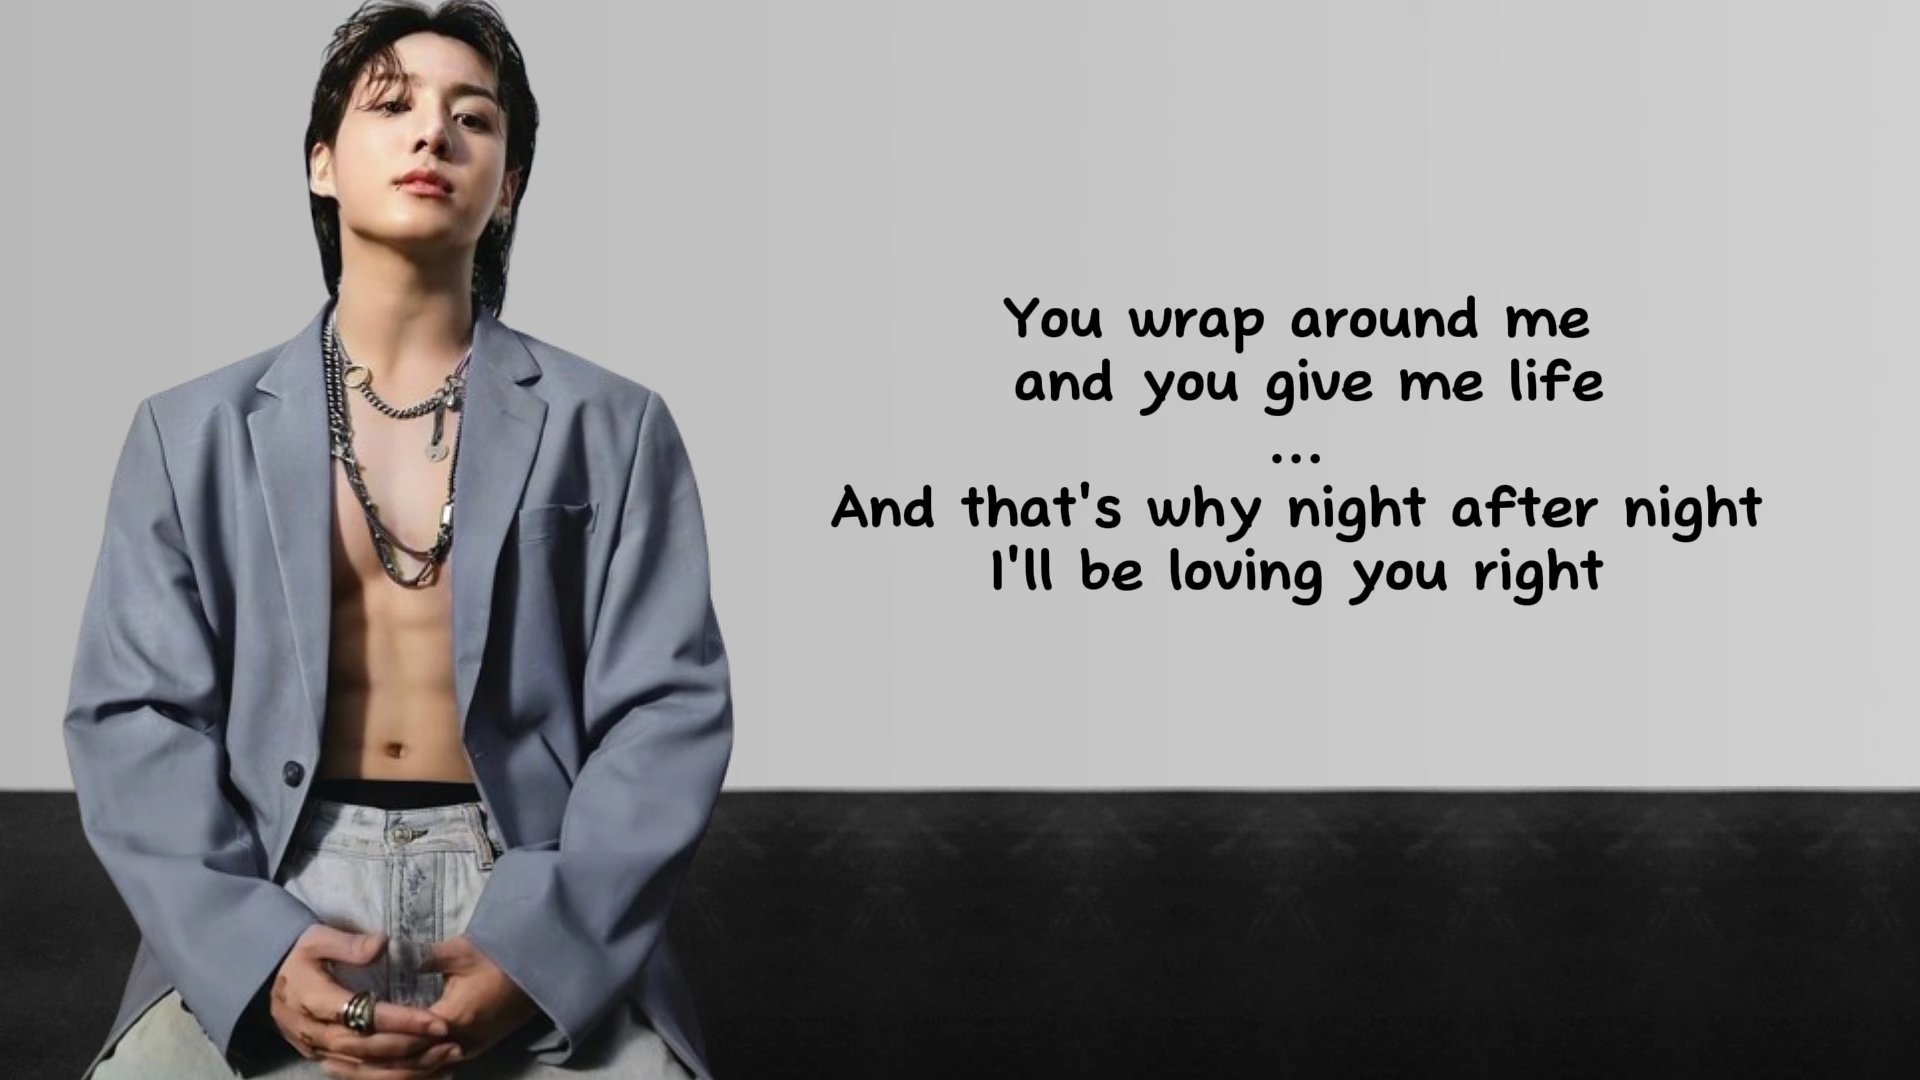 You wrap around me
and you give me life
...
And that's why night after night
I'll be loving you right